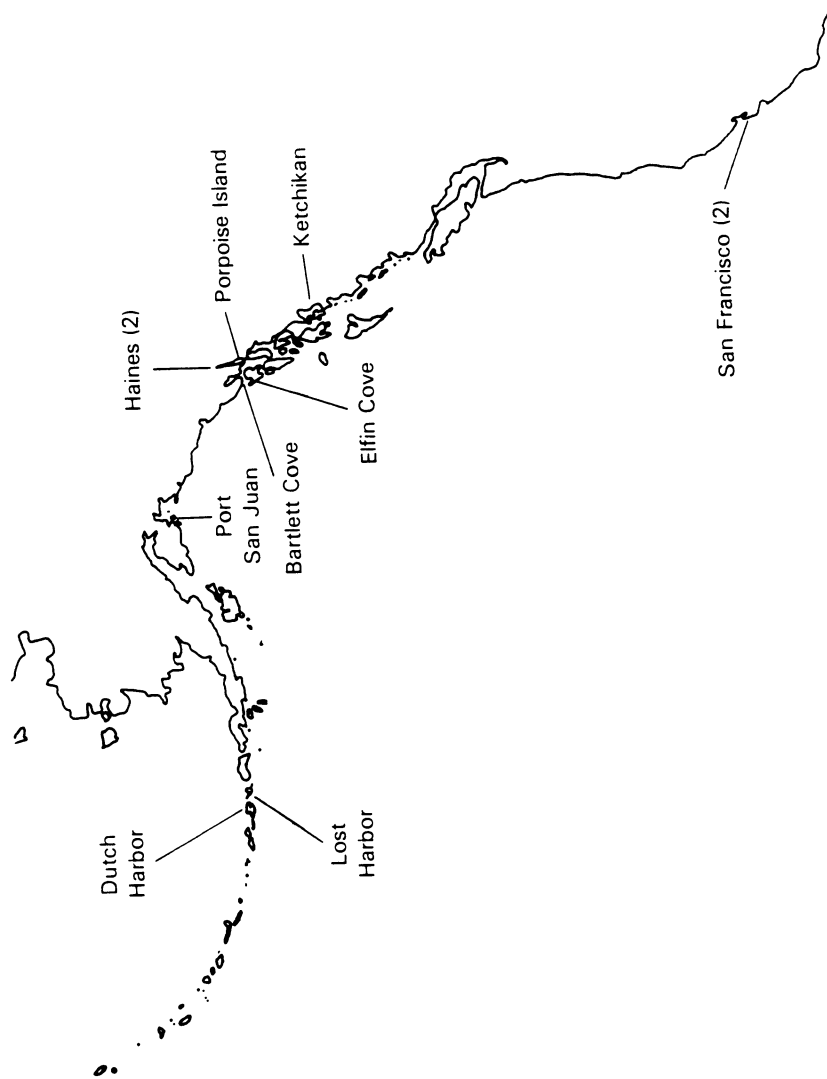 Dutch
Harbor
Lost
Harbor
Port
San Juan
Bartlett Cove
Haines (2)
Elfin Cove
Porpoise Island
Ketchikan
San Francisco (2)